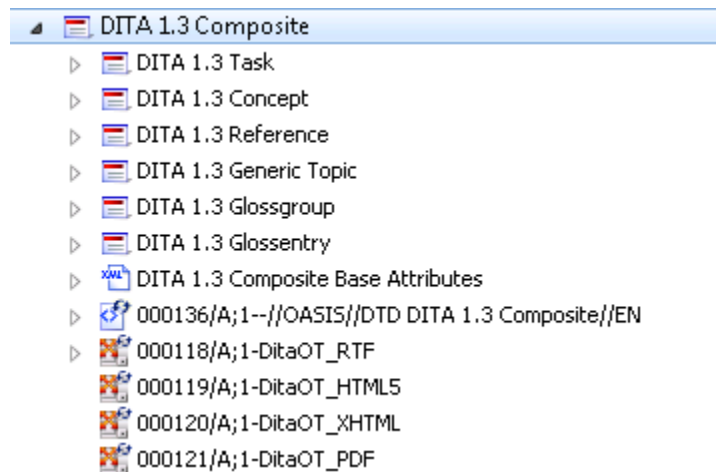 DITA 1.3 Composite
DITA 1.3 Task
DITA 1.3 Concept
DITA 1.3 Reference
DITA 1.3 Generic Topic
DITA 1.3 Glossgroup
DITA 1.3 Glossentry
DITA 1.3 Composite Base Attributes
000136/A;1--//OASIS//DTD DITA 1.3 Composite//EN
000118/A;1-DitaOT_RTF
000119/A;1-DitaOT_HTML5
000120/A;1-DitaOT_XHTML
000121/A;1-DitaOT_PDF